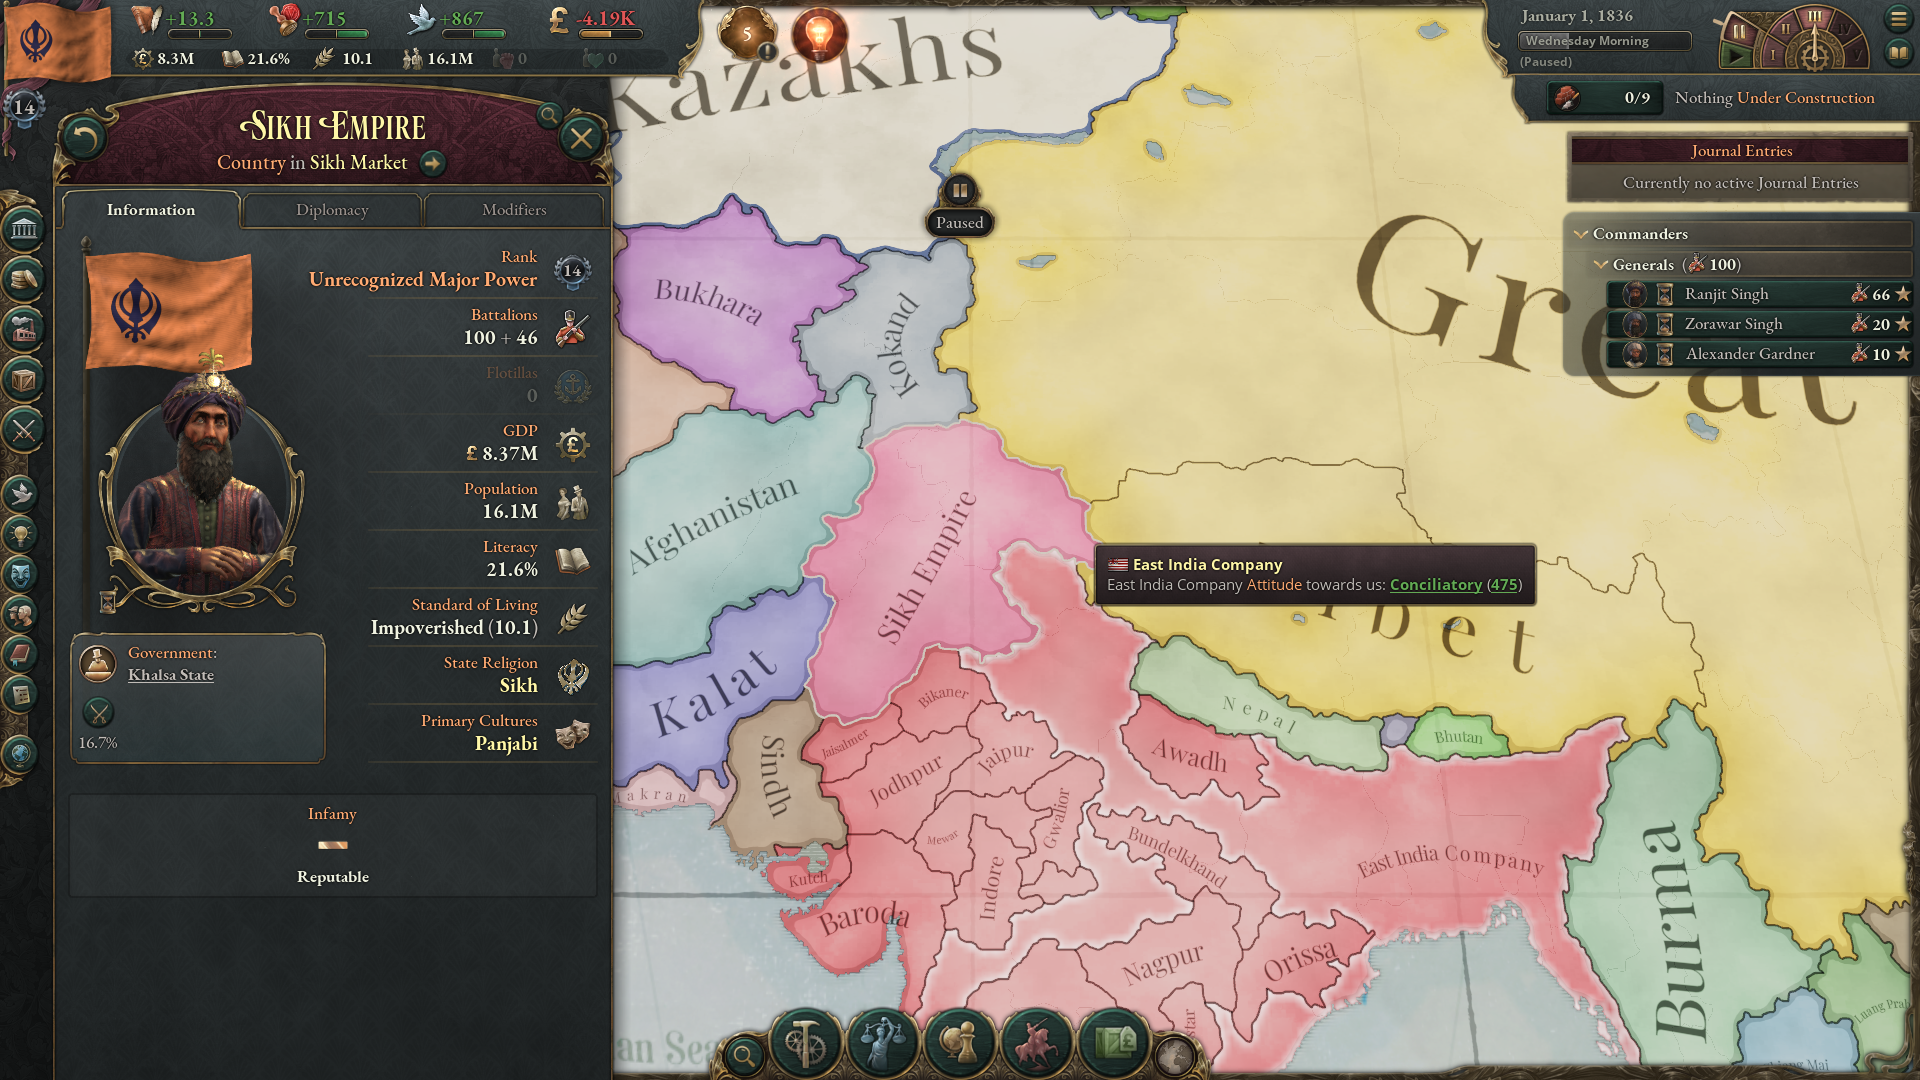 +13.3
+715
+867
-4.19K
8.3M
21.6%
10.1
16.1M
0
0
5
14
Sikh Empire
Country in Sikh Market
Information
Diplomacy
Modifiers
Rank
Unrecognized Major Power
14
Battalions
100 + 46
Flotillas
0
GDP
£ 8.37M
Population
16.1M
Literacy
21.6%
Standard of Living
Impoverished (10.1)
State Religion
Sikh
Primary Cultures
Panjabi
Government:
Khalsa State
16.7%
Infamy
Reputable
January 1, 1836
Wednesday Morning
(Paused)
I
II
III
IV
V
0/9
Nothing Under Construction
Journal Entries
Currently no active Journal Entries
Commanders
Generals (100)
Ranjit Singh 66
Zorawar Singh 20
Alexander Gardner 10
Paused
East India Company
East India Company Attitude towards us: Conciliatory (475)
Kazakhs
Great
Bukhara
Kokand
Afghanistan
Sikh Empire
Kalat
Makran
Sindh
Bikaner
Jaisalmer
Jodhpur
Jaipur
Mewar
Gwalior
Indore
Kutch
Baroda
Awadh
Nepal
Bhutan
Bundelkhand
East India Company
Nagpur
Orissa
Burma